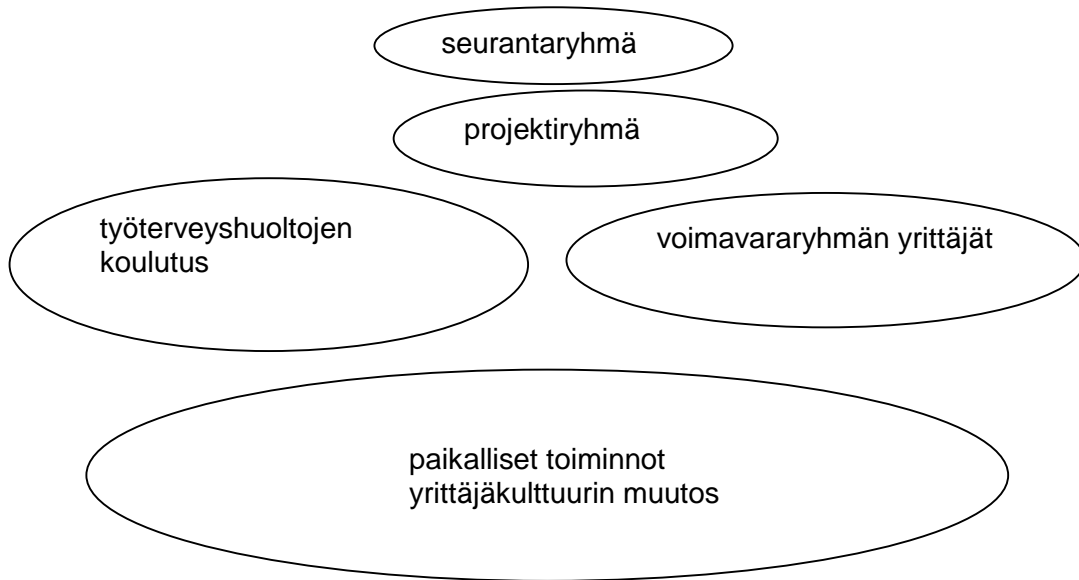 seurantaryhmä
projektiryhmä
työterveyshuoltojen
koulutus
voimavararyhmän yrittäjät
paikalliset toiminnot
yrittäjäkulttuurin muutos